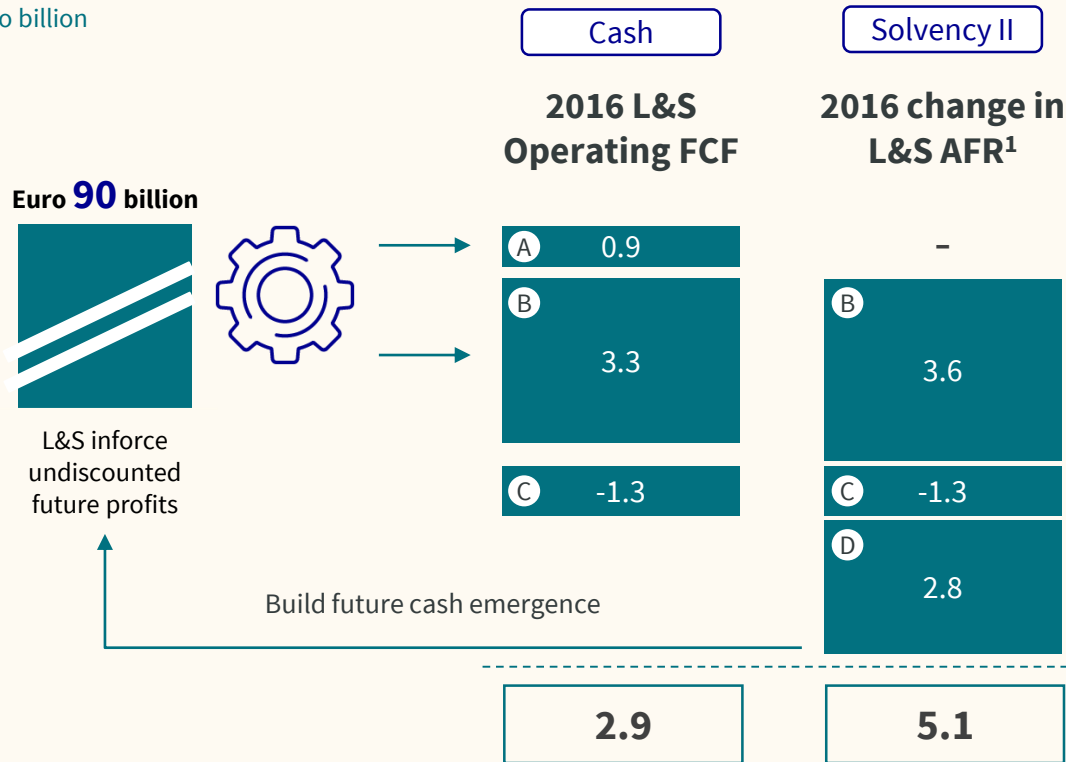 o billion
Cash
Solvency II
2016 L&S
Operating FCF
2016 change in
L&S AFR1
Euro 90 billion
A 0.9
–
B
3.3
B
3.6
L&S inforce
undiscounted
future profits
C -1.3
C -1.3
D
2.8
Build future cash emergence
2.9
5.1